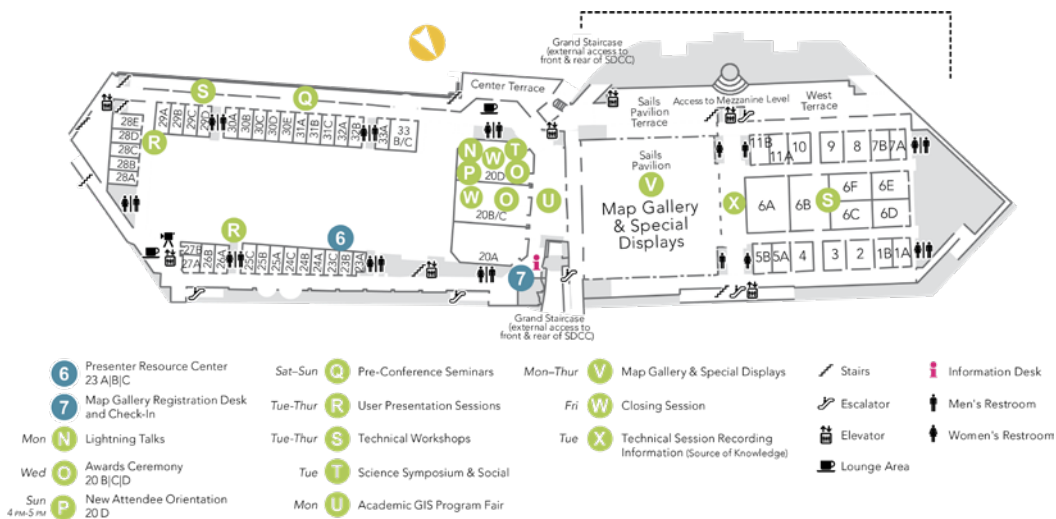 Grand Staircase
(external access to
front & rear of SDCC)
Center Terrace
Sails
Pavilion
Terrace
Access to Mezzanine Level
West
Terrace
28E
28D
28C
28B
28A
29A
29B
29C
29D
30A
30B
30C
30D
30E
31A
31B
31C
32A
32B
33A
33
B/C
S
Q
R
N
W
T
P
20D
O
W
O
U
20B/C
20A
Sails
Pavilion
V
Map Gallery
& Special
Displays
X
11B
11A
10
9
8
7B
7A
6A
6B
S
6F
6E
6C
6D
5B
5A
4
3
2
1B
1A
R
6
27B
27A
26B
26A
25C
25B
25A
24C
24B
24A
23C
23B
23A
7
i
Grand Staircase
(external access to
front & rear of SDCC)
6 Presenter Resource Center
23 A|B|C
7 Map Gallery Registration Desk
and Check-In
Mon N Lightning Talks
Wed O Awards Ceremony
20 B|C|D
Sun
4 PM-5 PM P New Attendee Orientation
20 D
Sat–Sun Q Pre-Conference Seminars
Tue-Thur R User Presentation Sessions
Tue-Thur S Technical Workshops
Tue T Science Symposium & Social
Mon U Academic GIS Program Fair
Mon–Thur V Map Gallery & Special Displays
Fri W Closing Session
Tue X Technical Session Recording
Information (Source of Knowledge)
Stairs
Escalator
Elevator
Lounge Area
i Information Desk
Men's Restroom
Women's Restroom